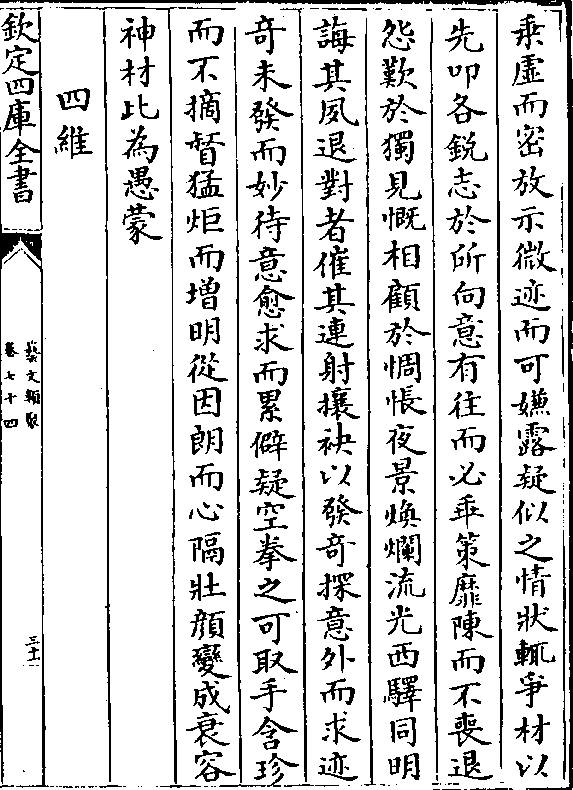 乗虛而密放示微迹而可嫌露疑似之情狀輒爭材以
先叩各銳志於所向意有往而必乖策靡陳而不喪退
怨歎於獨見慨相顧於惆悵夜景煥爛流光西驛同明
誨其夙退對者催其連射攘袂以發奇探意外而求迹
奇未發而妙待意愈求而累僻疑空拳之可取手含珍
而不摘督猛炬而增明從因朗而心隔壯顔變成衰容
神材比為愚蒙
四維
欽定四庫全書
藝文類聚
卷七十四
三十二